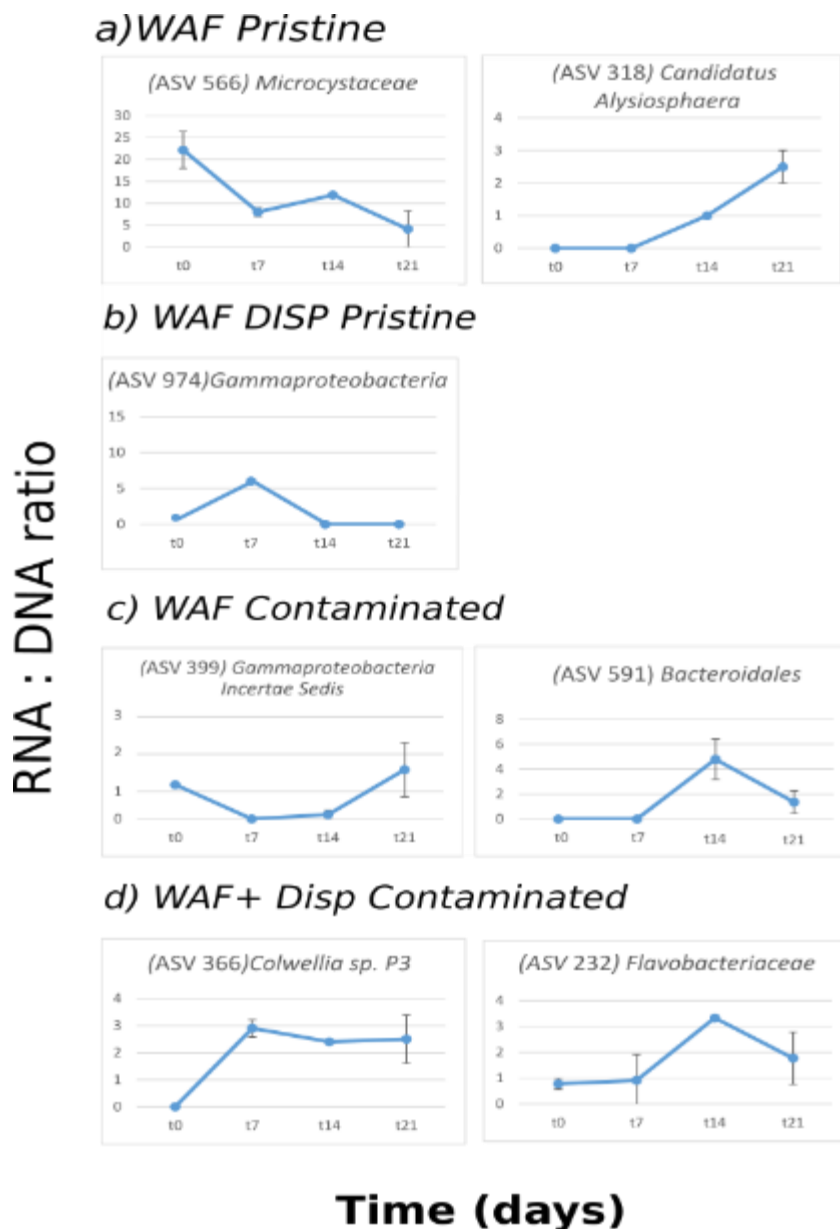 a)WAF Pristine
(ASV 566) Microcystaceae
30
25
20
15
10
5
0
t0 t7 t14 t21
(ASV 318) Candidatus
Alysiosphaera
4
3
2
1
0
t0 t7 t14 t21
b) WAF DISP Pristine
(ASV 974)Gammaproteobacteria
15
10
5
0
t0 t7 t14 t21
RNA : DNA ratio
c) WAF Contaminated
(ASV 399) Gammaproteobacteria
Incertae Sedis
3
2
1
0
t0 t7 t14 t21
(ASV 591) Bacteroidales
8
6
4
2
0
t0 t7 t14 t21
d) WAF+ Disp Contaminated
(ASV 366)Colwellia sp. P3
4
3
2
1
0
t0 t7 t14 t21
(ASV 232) Flavobacteriaceae
4
3
2
1
0
t0 t7 t14 t21
Time (days)